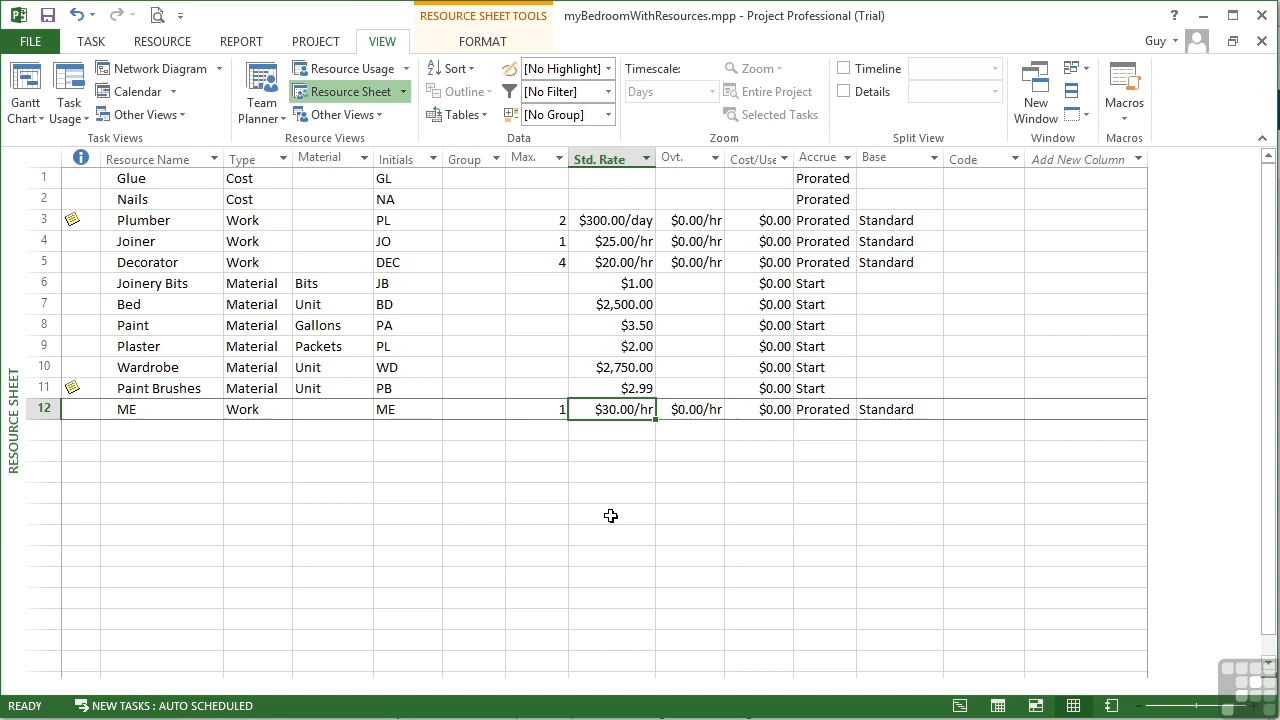 RESOURCE SHEET TOOLS
myBedroomWithResources.mpp - Project Professional (Trial)
FILE TASK RESOURCE REPORT PROJECT VIEW FORMAT Guy
Gantt Chart
Task Usage
Network Diagram
Calendar
Other Views
Task Views
Team Planner
Resource Usage
Resource Sheet
Other Views
Resource Views
Sort
Outline
Tables
[No Highlight]
[No Filter]
[No Group]
Data
Timescale:
Days
Zoom
Entire Project
Selected Tasks
Zoom
Timeline
Details
Split View
New Window
Window
Macros
Macros
Resource Name Type Material Initials Group Max. Std. Rate Ovt. Cost/Use Accrue Base Code Add New Column
1 Glue Cost GL Prorated
2 Nails Cost NA Prorated
3 Plumber Work PL 2 $300.00/day $0.00/hr $0.00 Prorated Standard
4 Joiner Work JO 1 $25.00/hr $0.00/hr $0.00 Prorated Standard
5 Decorator Work DEC 4 $20.00/hr $0.00/hr $0.00 Prorated Standard
6 Joinery Bits Material Bits JB $1.00 $0.00 Start
7 Bed Material Unit BD $2,500.00 $0.00 Start
8 Paint Material Gallons PA $3.50 $0.00 Start
9 Plaster Material Packets PL $2.00 $0.00 Start
10 Wardrobe Material Unit WD $2,750.00 $0.00 Start
11 Paint Brushes Material Unit PB $2.99 $0.00 Start
12 ME Work ME 1 $30.00/hr $0.00/hr $0.00 Prorated Standard
RESOURCE SHEET
READY NEW TASKS : AUTO SCHEDULED